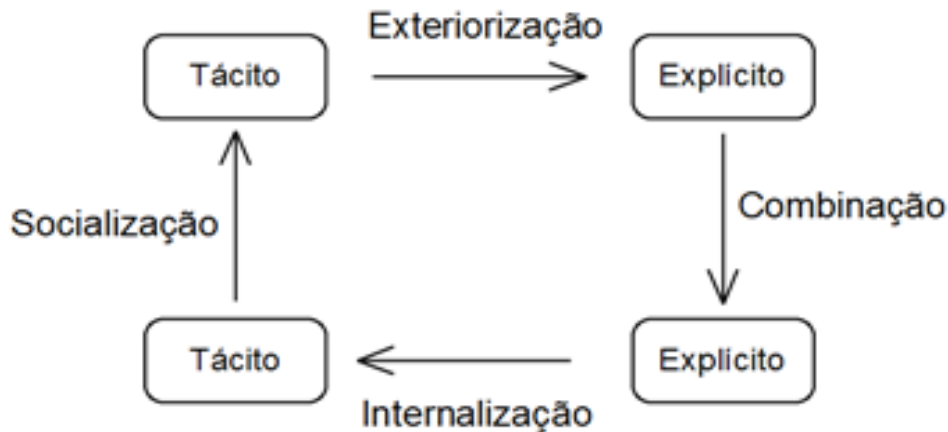 Exteriorização
Tácito
Explícito
Socialização
Combinação
Tácito
Explícito
Internalização